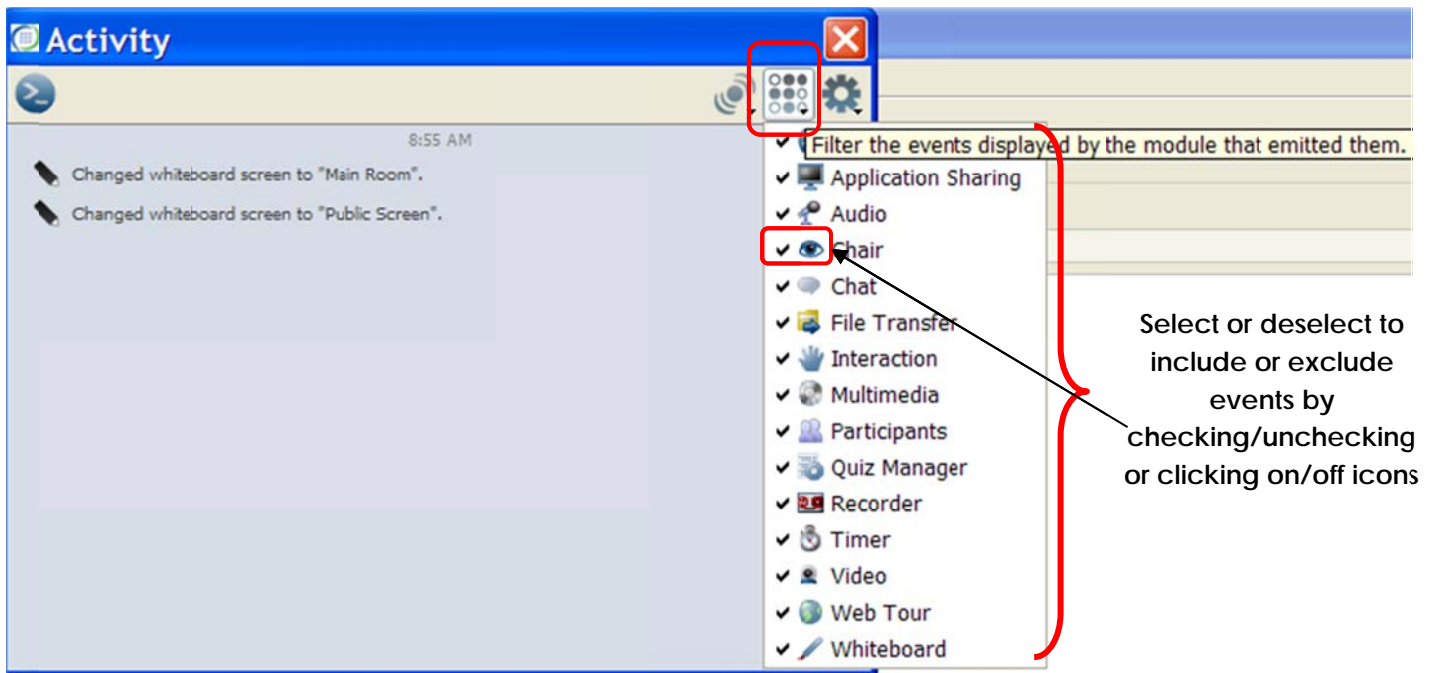 Activity
8:55 AM
Changed whiteboard screen to "Main Room".
Changed whiteboard screen to "Public Screen".
Filter the events displayed by the module that emitted them.
Application Sharing
Audio
Chair
Chat
File Transfer
Interaction
Multimedia
Participants
Quiz Manager
Recorder
Timer
Video
Web Tour
Whiteboard
Select or deselect to
include or exclude
events by
checking/unchecking
or clicking on/off icons